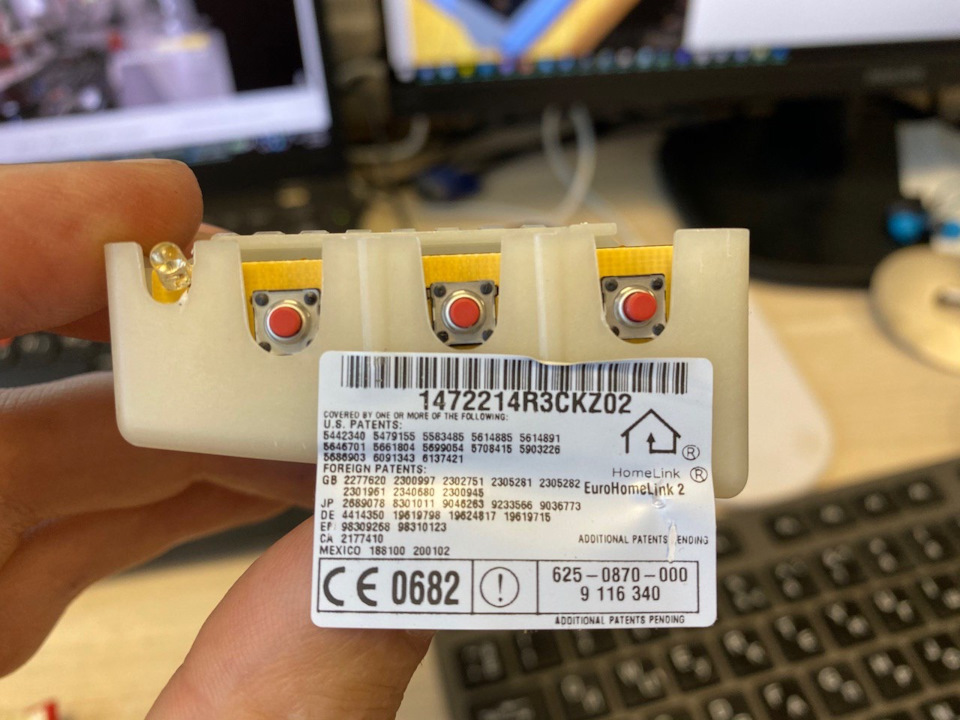 1472214R3CKZ02
COVERED BY ONE OR MORE OF THE FOLLOWING:
U.S. PATENTS:
5442340 5479155 5583485 5614885 5614891
5646701 5661804 5699054 5708415 5903226
5686903 6091343 6137421
HomeLink ®
EuroHomeLink 2 ®
FOREIGN PATENTS:
GB 2277620 2300997 2302751 2305281 2305282
2301961 2340680 2300945
JP 2689078 8301011 9046263 9233566 9036773
DE 4414350 19619798 19624817 19619715
98309268 98310123
CA 2177410
MEXICO 188100 200102
ADDITIONAL PATENTS PENDING
CE 0682
!
625-0870-000
9 116 340
ADDITIONAL PATENTS PENDING